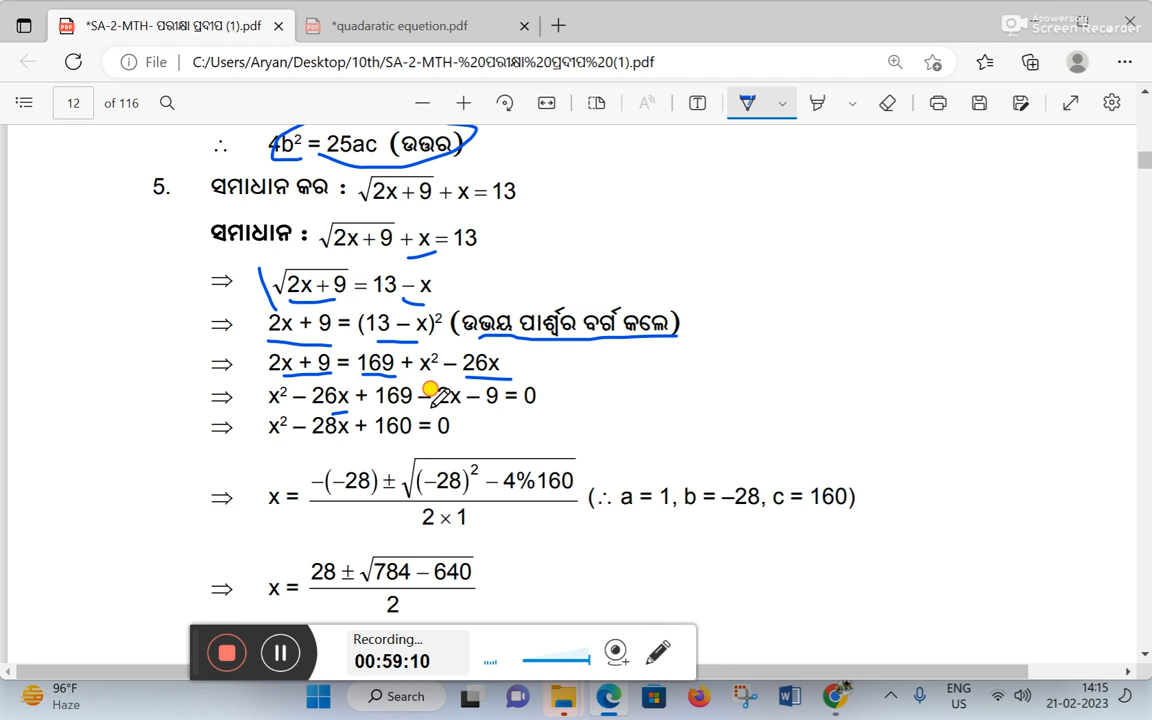 *SA-2-MTH- ପରୀକ୍ଷା ପ୍ରଦୀପ (1).pdf
*quadaratic equetion.pdf
Apowersoft
Screen Recorder
File C:/Users/Aryan/Desktop/10th/SA-2-MTH-%20ପରୀକ୍ଷା%20ପ୍ରଦୀପ%20(1).pdf
12 of 116
∴ 4b² = 25ac (ଉତ୍ତର)
5. ସମାଧାନ କର : √(2x + 9) + x = 13
ସମାଧାନ : √(2x + 9) + x = 13
⇒ √(2x + 9) = 13 – x
⇒ 2x + 9 = (13 – x)² (ଉଭୟ ପାର୍ଶ୍ଵର ବର୍ଗ କଲେ)
⇒ 2x + 9 = 169 + x² – 26x
⇒ x² – 26x + 169 – 2x – 9 = 0
⇒ x² – 28x + 160 = 0
⇒ x = (–(–28) ± √((–28)² – 4%160)) / (2 × 1) (∴ a = 1, b = –28, c = 160)
⇒ x = (28 ± √(784 – 640)) / 2
Recording...
00:59:10
96°F
Haze
Search
ENG
US
14:15
21-02-2023